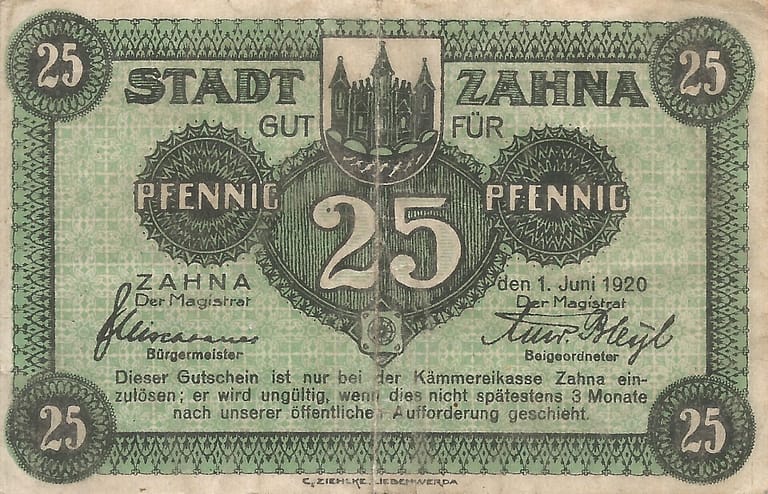 25 25
STADT ZAHNA
GUT FÜR
PFENNIG 25 PFENNIG
ZAHNA den 1. Juni 1920
Der Magistrat Der Magistrat
Bürgermeister Beigeordneter
Dieser Gutschein ist nur bei der Kämmereikasse Zahna ein-
zulösen; er wird ungültig, wenn dies nicht spätestens 3 Monate
nach unserer öffentlichen Aufforderung geschieht.
25 25
C. ZIEHLKE, LIEBENWERDA